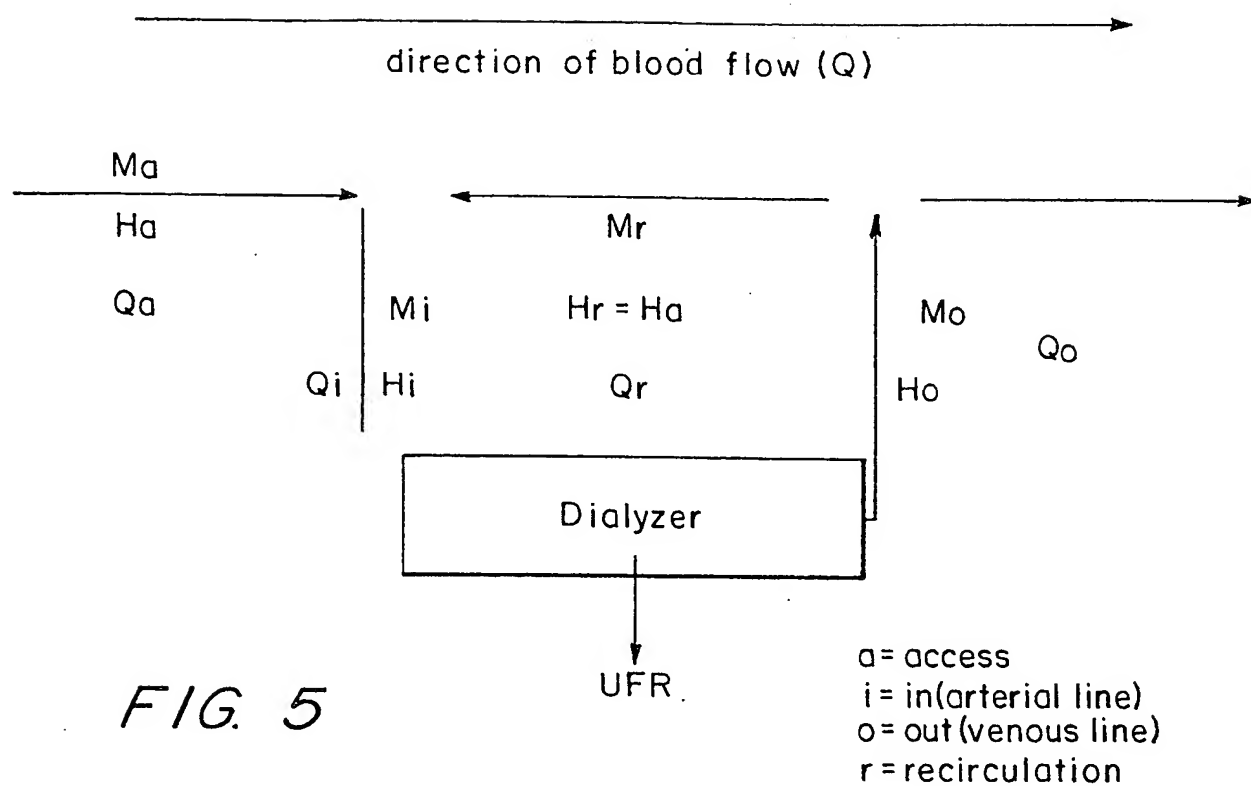 direction of blood flow (Q)
Ma
Ha
Qa
Mr
Mi
Hr = Ha
Mo
Qo
Qi
Hi
Qr
Ho
Dialyzer
UFR
a = access
i = in (arterial line)
o = out (venous line)
r = recirculation
FIG. 5